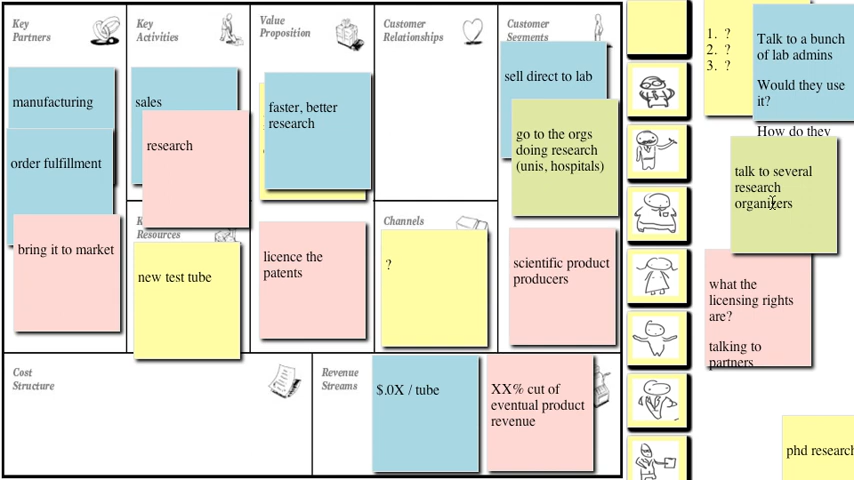 Key
Partners
manufacturing
order fulfillment
bring it to market
Key
Activities
sales
research
Resources
new test tube
Value
Proposition
faster, better
research
licence the
patents
Customer
Relationships
Channels
?
Customer
Segments
sell direct to lab
go to the orgs
doing research
(unis, hospitals)
scientific product
producers
Cost
Structure
Revenue
Streams
$.0X / tube
XX% cut of
eventual product
revenue
1. ?
2. ?
3. ?
Talk to a bunch
of lab admins
Would they use
it?
How do they
talk to several
research
organizers
what the
licensing rights
are?
talking to
partners
phd research